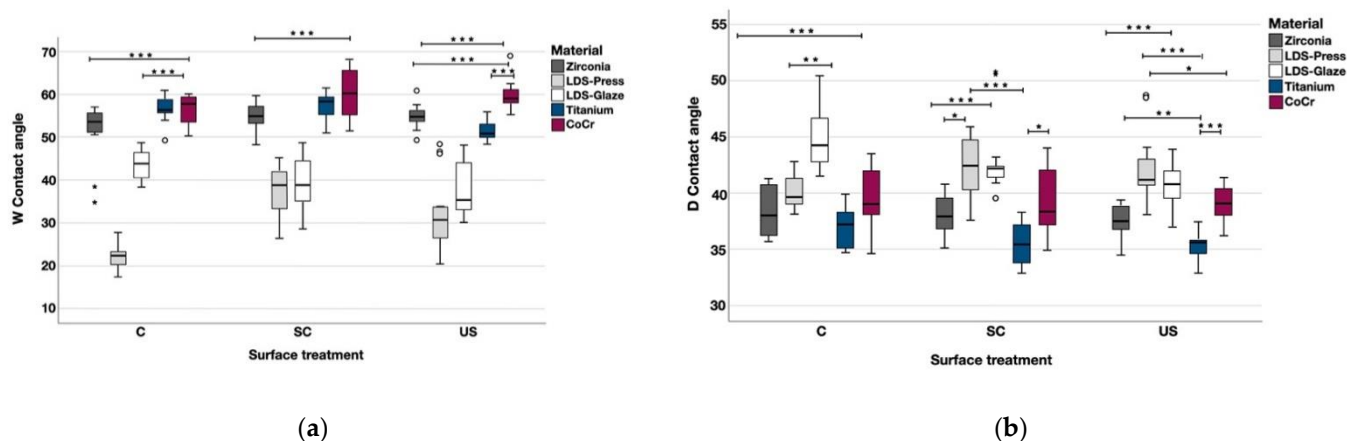 70
60
50
40
30
20
10
W Contact angle
C
SC
US
Surface treatment
Material
Zirconia
LDS-Press
LDS-Glaze
Titanium
CoCr
***
***
***
***
***
***
(a)
55
50
45
40
35
30
D Contact angle
C
SC
US
Surface treatment
Material
Zirconia
LDS-Press
LDS-Glaze
Titanium
CoCr
***
**
***
*
***
*
***
***
*
**
***
(b)